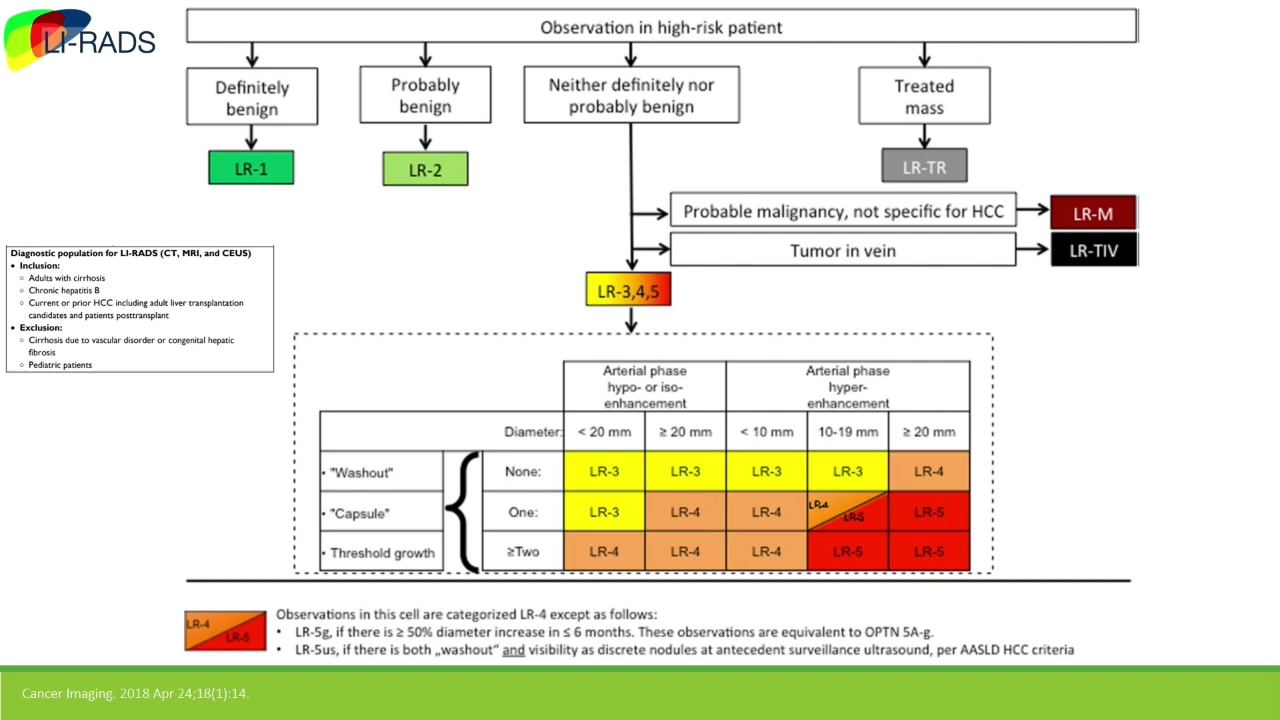 LI-RADS
Observation in high-risk patient
Definitely
benign
Probably
benign
Neither definitely nor
probably benign
Treated
mass
LR-1
LR-2
LR-TR
Probable malignancy, not specific for HCC
LR-M
Tumor in vein
LR-TIV
LR-3,4,5
Diagnostic population for LI-RADS (CT, MRI, and CEUS)
• Inclusion:
○ Adults with cirrhosis
○ Chronic hepatitis B
○ Current or prior HCC including adult liver transplantation
candidates and patients posttransplant
• Exclusion:
○ Cirrhosis due to vascular disorder or congenital hepatic
fibrosis
○ Pediatric patients
Arterial phase
hypo- or iso-
enhancement
Arterial phase
hyper-
enhancement
Diameter: < 20 mm ≥ 20 mm < 10 mm 10-19 mm ≥ 20 mm
• "Washout" None: LR-3 LR-3 LR-3 LR-3 LR-4
• "Capsule" One: LR-3 LR-4 LR-4 LR-4 LR-5 LR-5
• Threshold growth ≥Two LR-4 LR-4 LR-4 LR-5 LR-5
LR-4
LR-5
Observations in this cell are categorized LR-4 except as follows:
• LR-5g, if there is ≥ 50% diameter increase in ≤ 6 months. These observations are equivalent to OPTN 5A-g.
• LR-5us, if there is both „washout“ and visibility as discrete nodules at antecedent surveillance ultrasound, per AASLD HCC criteria
Cancer Imaging. 2018 Apr 24;18(1):14.